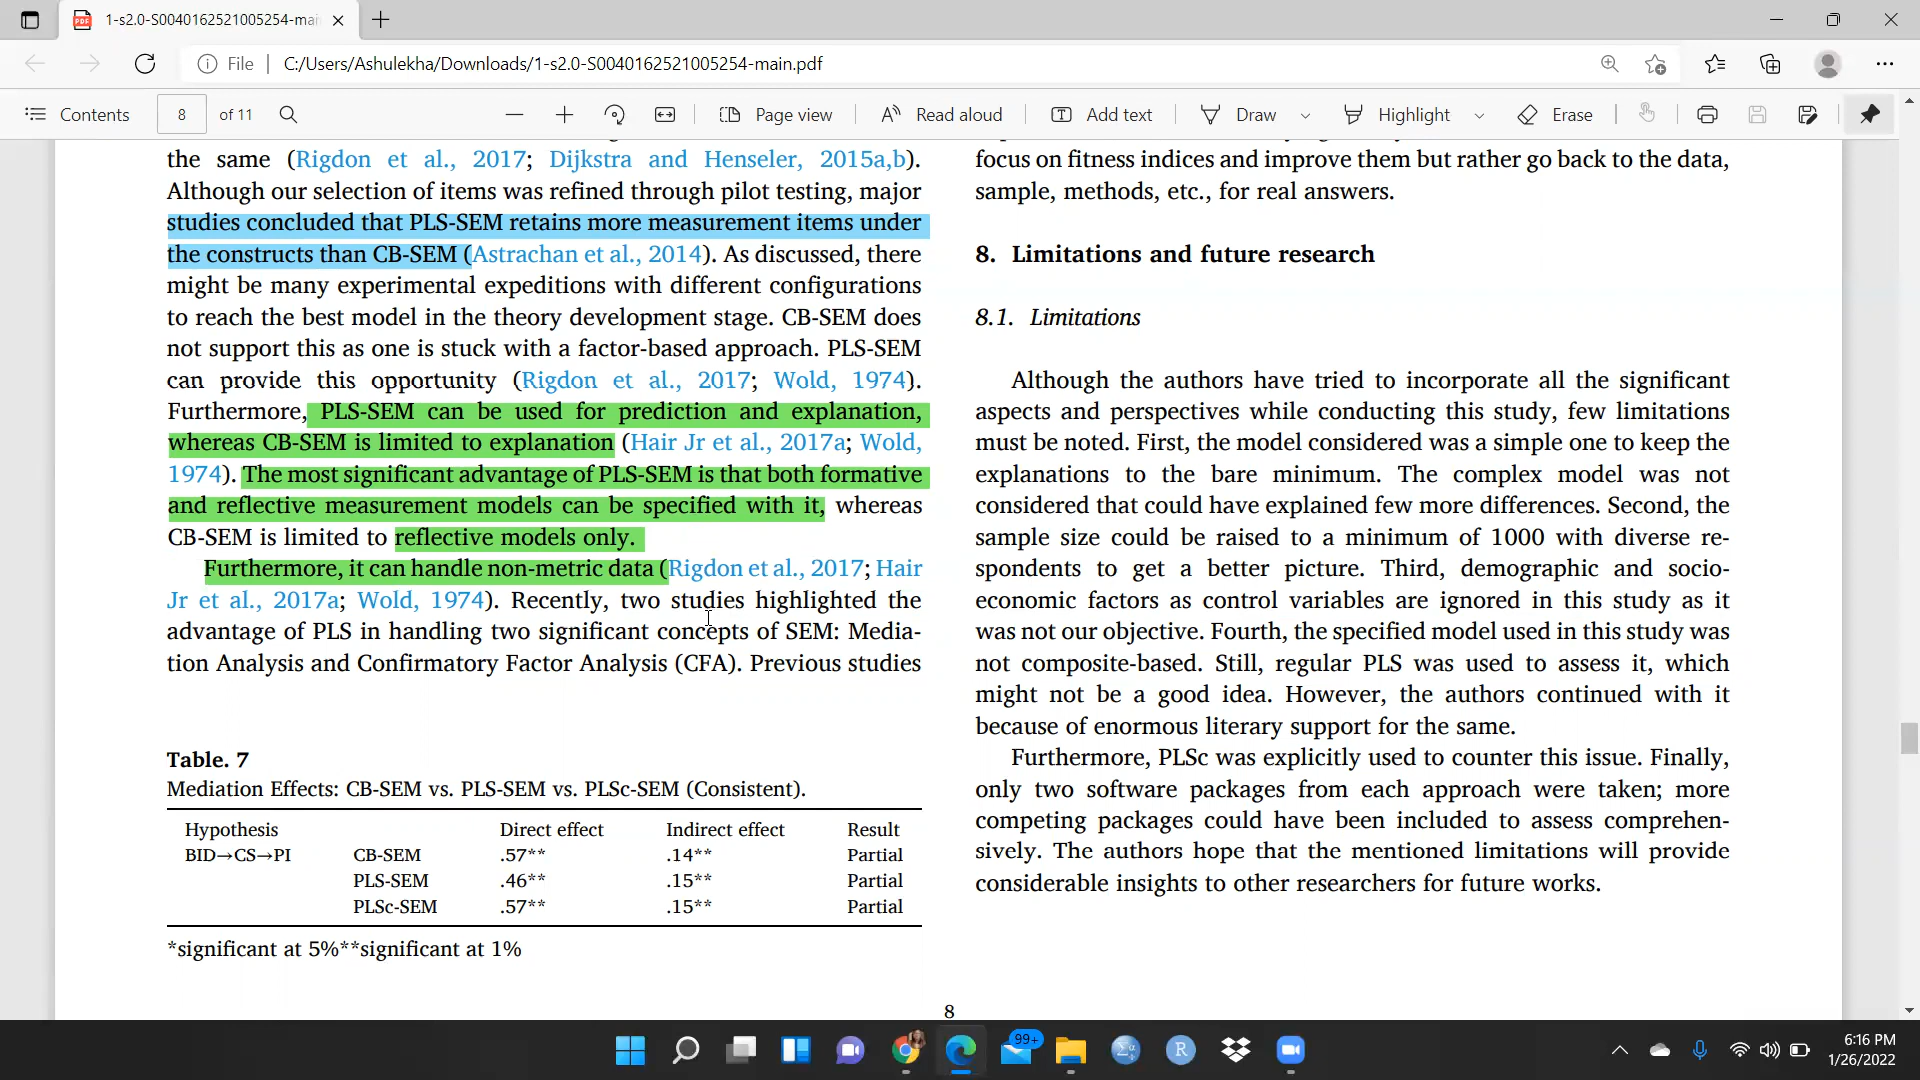 1-s2.0-S0040162521005254-mai
File
C:/Users/Ashulekha/Downloads/1-s2.0-S0040162521005254-main.pdf
Contents 8 of 11 Page view Read aloud Add text Draw Highlight Erase
the same (Rigdon et al., 2017; Dijkstra and Henseler, 2015a,b).
Although our selection of items was refined through pilot testing, major
studies concluded that PLS-SEM retains more measurement items under
the constructs than CB-SEM (Astrachan et al., 2014). As discussed, there
might be many experimental expeditions with different configurations
to reach the best model in the theory development stage. CB-SEM does
not support this as one is stuck with a factor-based approach. PLS-SEM
can provide this opportunity (Rigdon et al., 2017; Wold, 1974).
Furthermore, PLS-SEM can be used for prediction and explanation,
whereas CB-SEM is limited to explanation (Hair Jr et al., 2017a; Wold,
1974). The most significant advantage of PLS-SEM is that both formative
and reflective measurement models can be specified with it, whereas
CB-SEM is limited to reflective models only.
Furthermore, it can handle non-metric data (Rigdon et al., 2017; Hair
Jr et al., 2017a; Wold, 1974). Recently, two studies highlighted the
advantage of PLS in handling two significant concepts of SEM: Media-
tion Analysis and Confirmatory Factor Analysis (CFA). Previous studies
Table. 7
Mediation Effects: CB-SEM vs. PLS-SEM vs. PLSc-SEM (Consistent).
Hypothesis Direct effect Indirect effect Result
BID→CS→PI CB-SEM .57** .14** Partial
PLS-SEM .46** .15** Partial
PLSc-SEM .57** .15** Partial
*significant at 5%**significant at 1%
focus on fitness indices and improve them but rather go back to the data,
sample, methods, etc., for real answers.
8. Limitations and future research
8.1. Limitations
Although the authors have tried to incorporate all the significant
aspects and perspectives while conducting this study, few limitations
must be noted. First, the model considered was a simple one to keep the
explanations to the bare minimum. The complex model was not
considered that could have explained few more differences. Second, the
sample size could be raised to a minimum of 1000 with diverse re-
spondents to get a better picture. Third, demographic and socio-
economic factors as control variables are ignored in this study as it
was not our objective. Fourth, the specified model used in this study was
not composite-based. Still, regular PLS was used to assess it, which
might not be a good idea. However, the authors continued with it
because of enormous literary support for the same.
Furthermore, PLSc was explicitly used to counter this issue. Finally,
only two software packages from each approach were taken; more
competing packages could have been included to assess comprehen-
sively. The authors hope that the mentioned limitations will provide
considerable insights to other researchers for future works.
8
99+
6:16 PM
1/26/2022